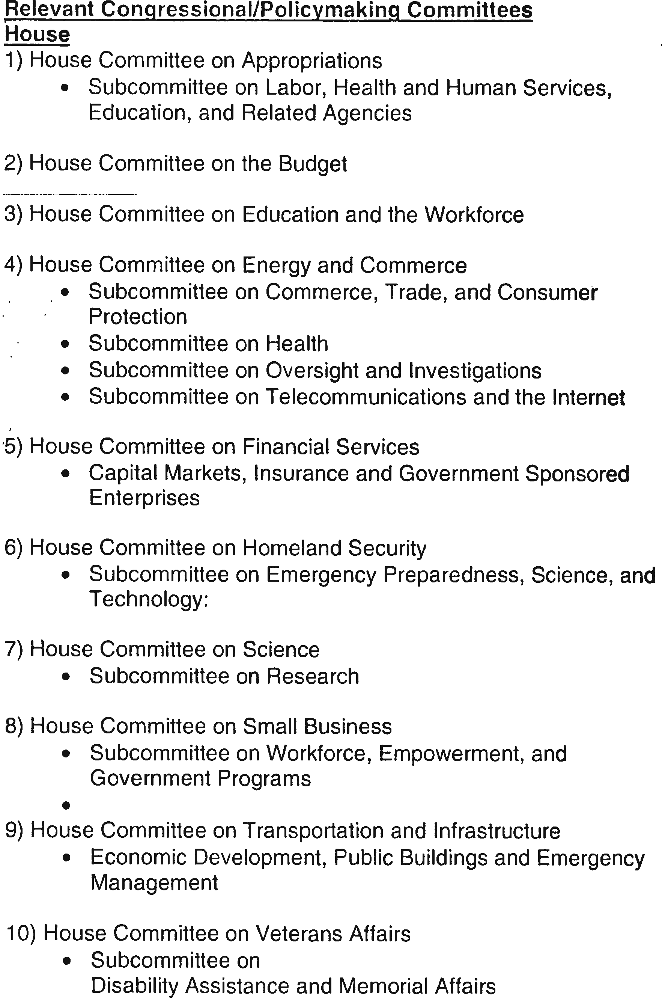 Relevant Congressional/Policymaking Committees
House
1) House Committee on Appropriations
• Subcommittee on Labor, Health and Human Services,
Education, and Related Agencies
2) House Committee on the Budget
3) House Committee on Education and the Workforce
4) House Committee on Energy and Commerce
• Subcommittee on Commerce, Trade, and Consumer
Protection
• Subcommittee on Health
• Subcommittee on Oversight and Investigations
• Subcommittee on Telecommunications and the Internet
5) House Committee on Financial Services
• Capital Markets, Insurance and Government Sponsored
Enterprises
6) House Committee on Homeland Security
• Subcommittee on Emergency Preparedness, Science, and
Technology:
7) House Committee on Science
• Subcommittee on Research
8) House Committee on Small Business
• Subcommittee on Workforce, Empowerment, and
Government Programs
•
9) House Committee on Transportation and Infrastructure
• Economic Development, Public Buildings and Emergency
Management
10) House Committee on Veterans Affairs
• Subcommittee on
Disability Assistance and Memorial Affairs